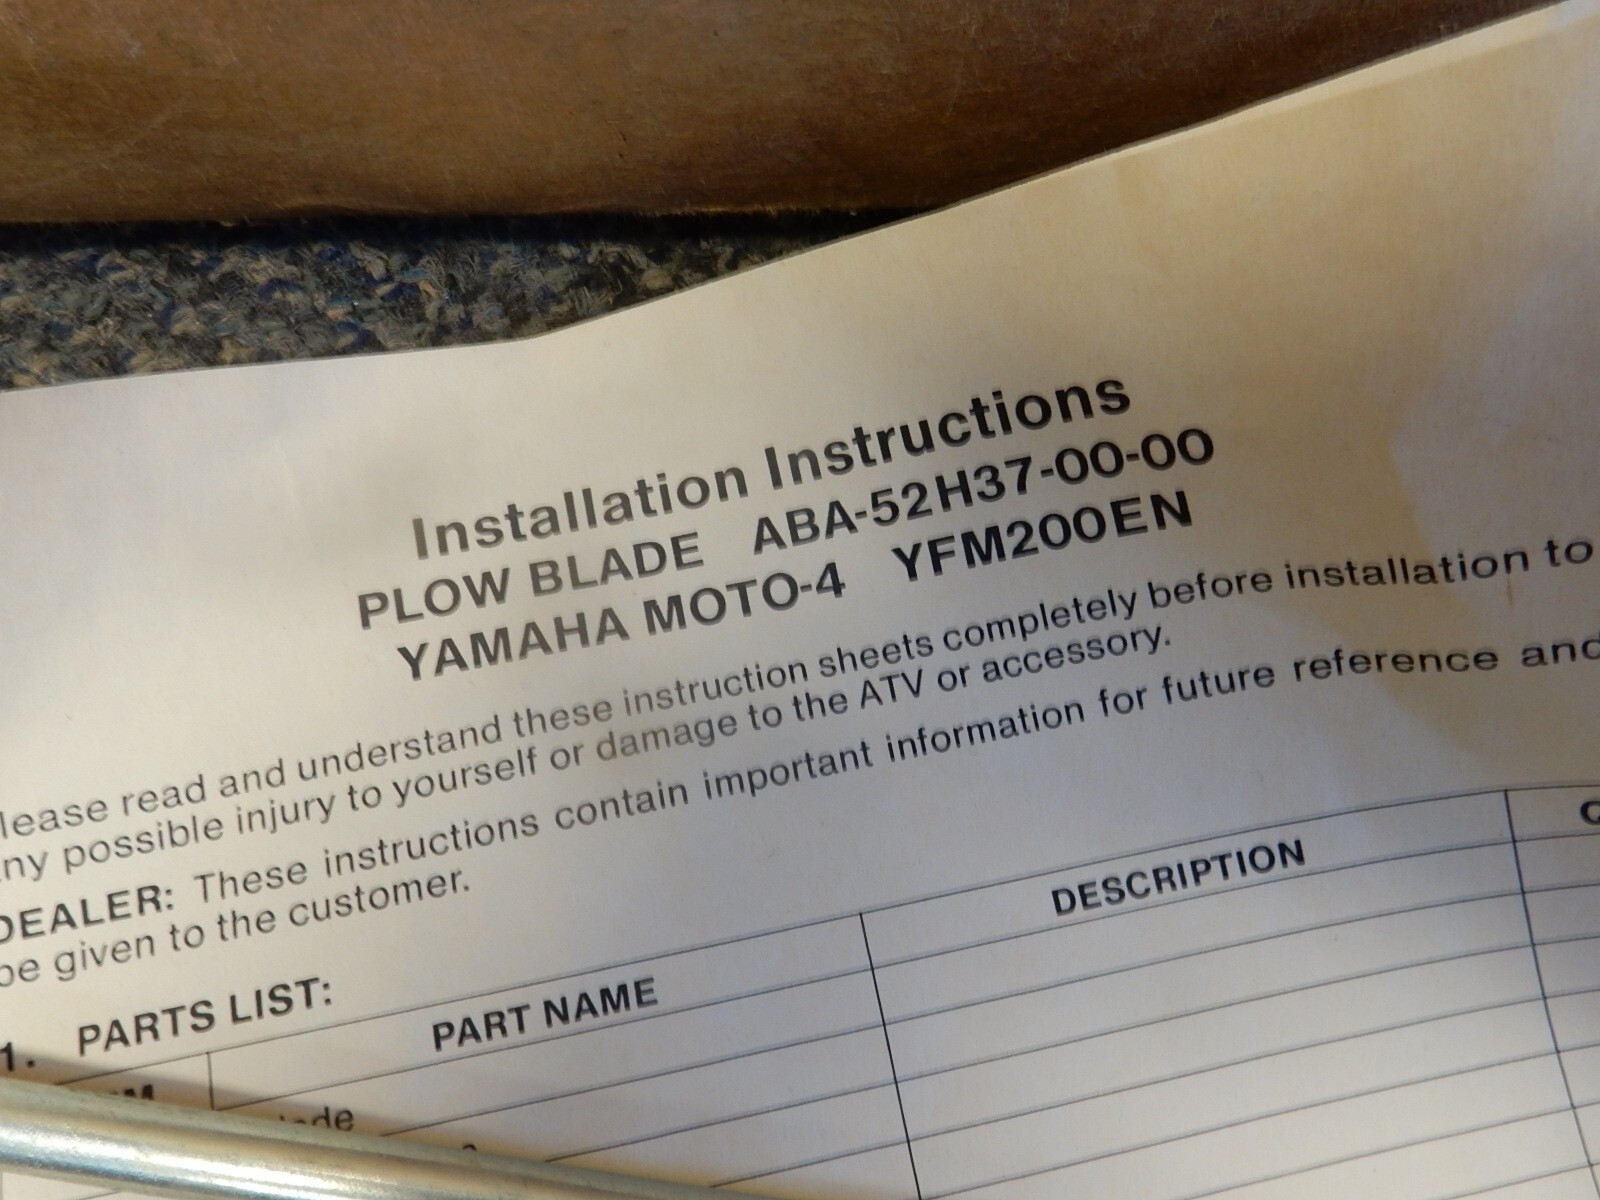 Installation Instructions
PLOW BLADE ABA-52H37-00-00
YAMAHA MOTO-4 YFM200EN
lease read and understand these instruction sheets completely before installation to
ny possible injury to yourself or damage to the ATV or accessory.
DEALER: These instructions contain important information for future reference and
be given to the customer.
1. PARTS LIST:
PART NAME DESCRIPTION